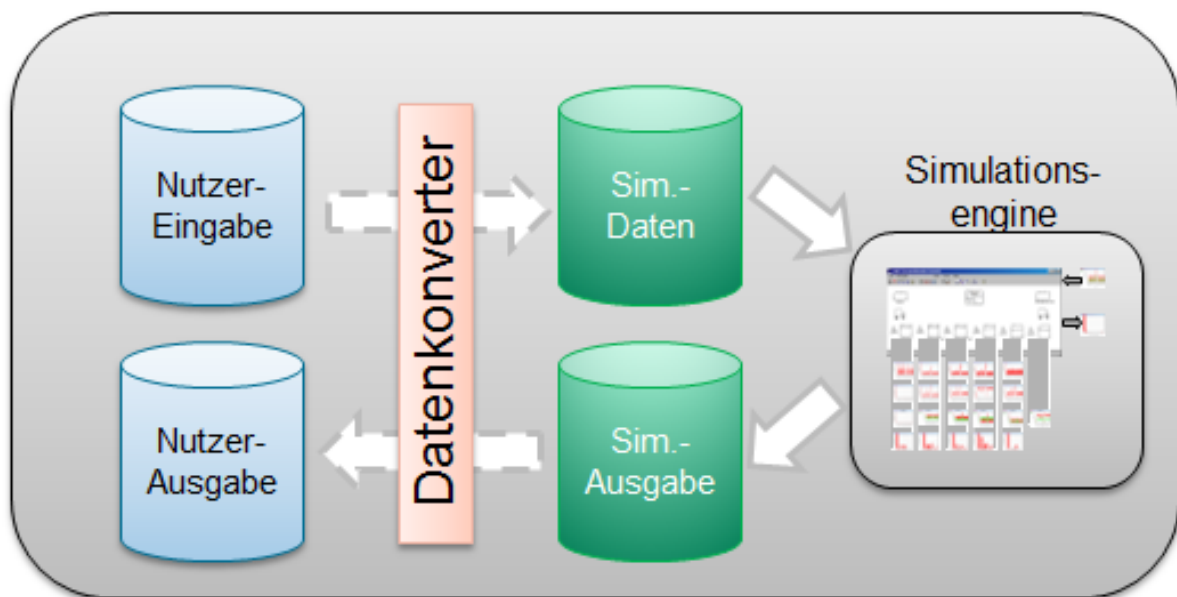 Nutzer-
Eingabe
Datenkonverter
Sim.-
Daten
Simulations-
engine
Nutzer-
Ausgabe
Sim.-
Ausgabe